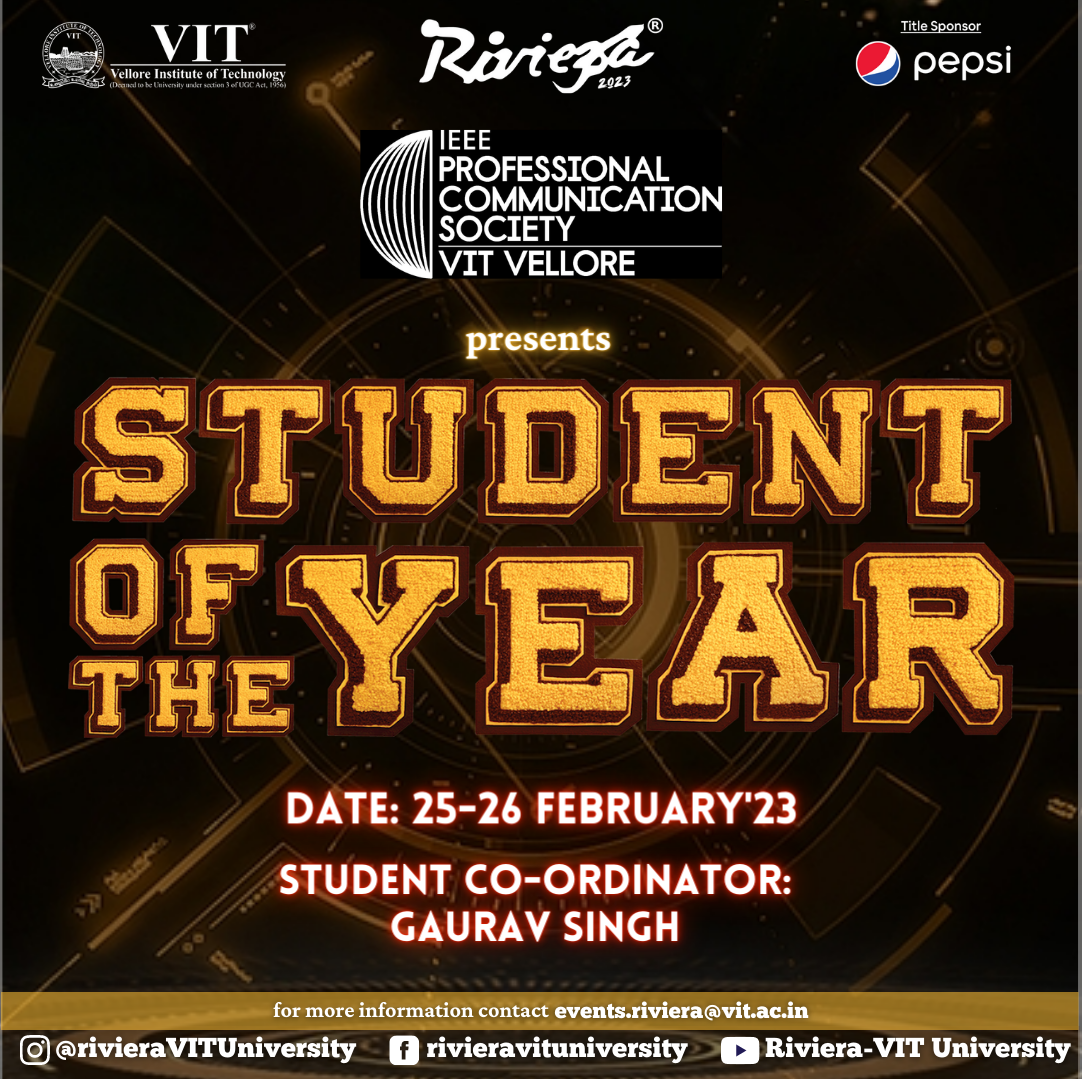 VIT®
Vellore Institute of Technology
(Deemed to be University under section 3 of UGC Act, 1956)
Riviera®
2023
Title Sponsor
pepsi
IEEE
PROFESSIONAL
COMMUNICATION
SOCIETY
VIT VELLORE
presents
STUDENT
OF
THE
YEAR
DATE: 25-26 FEBRUARY'23
STUDENT CO-ORDINATOR:
GAURAV SINGH
for more information contact events.riviera@vit.ac.in
@rivieraVITUniversity rivieravituniversity Riviera-VIT University